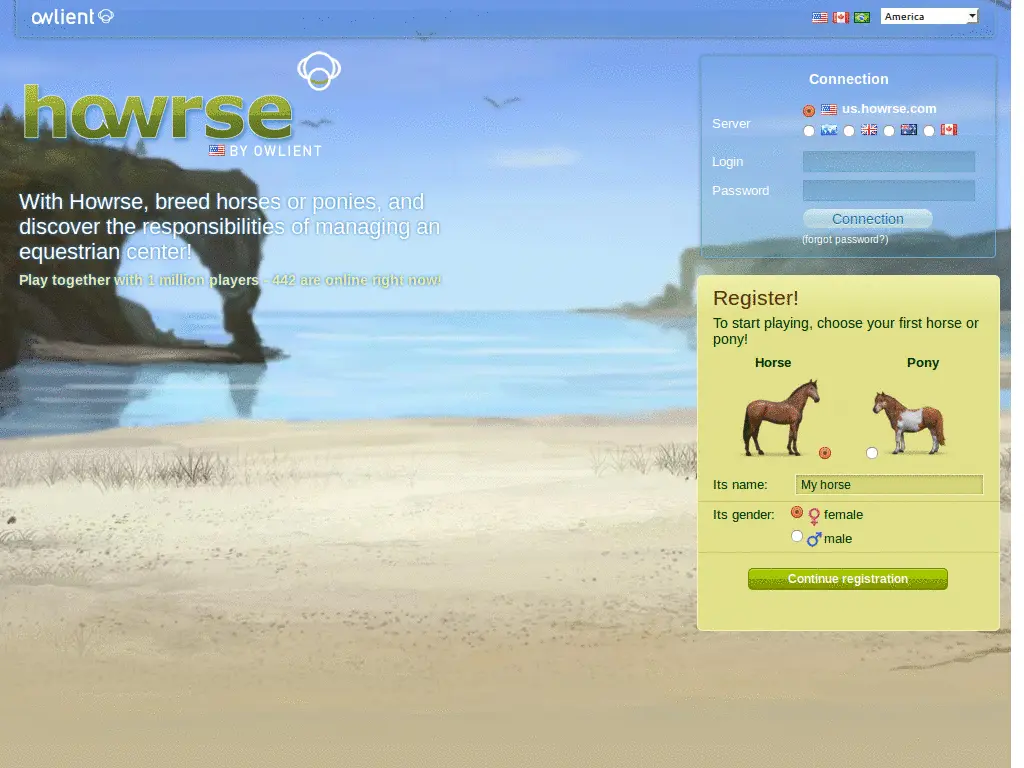 owlient
America
howrse
BY OWLIENT
With Howrse, breed horses or ponies, and
discover the responsibilities of managing an
equestrian center!
Play together with 1 million players - 442 are online right now!
Connection
Server
us.howrse.com
Login
Password
Connection
(forgot password?)
Register!
To start playing, choose your first horse or
pony!
Horse
Pony
Its name:
My horse
Its gender:
female
male
Continue registration